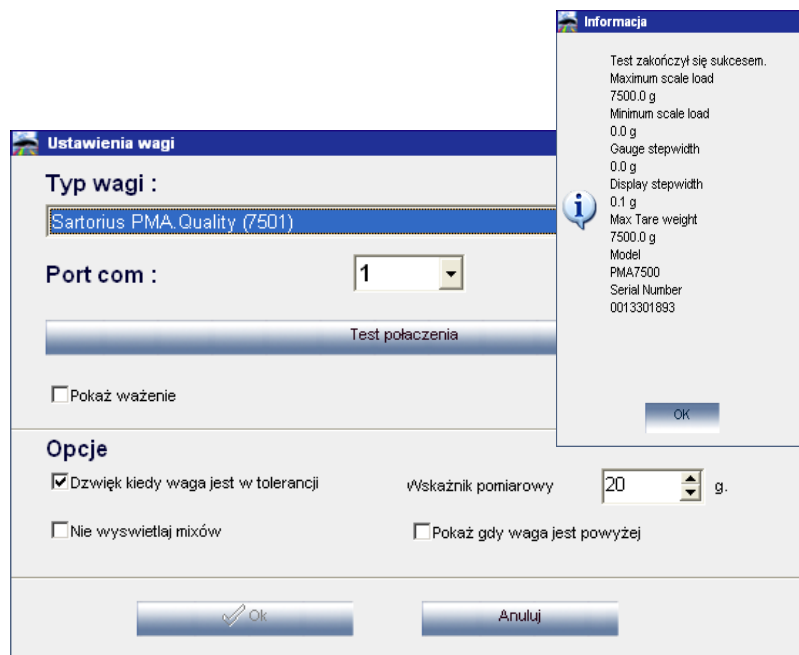 Informacja
Test zakończył się sukcesem.
Maximum scale load
7500.0 g
Minimum scale load
0.0 g
Gauge stepwidth
0.0 g
Display stepwidth
0.1 g
Max Tare weight
7500.0 g
Model
PMA7500
Serial Number
0013301893
OK
Ustawienia wagi
Typ wagi :
Sartorius PMA.Quality (7501)
Port com :
1
Test połaczenia
Pokaż ważenie
Opcje
Dzwięk kiedy waga jest w tolerancji
Wskaźnik pomiarowy
20
g.
Nie wyswietlaj mixów
Pokaż gdy waga jest powyżej
Ok
Anuluj